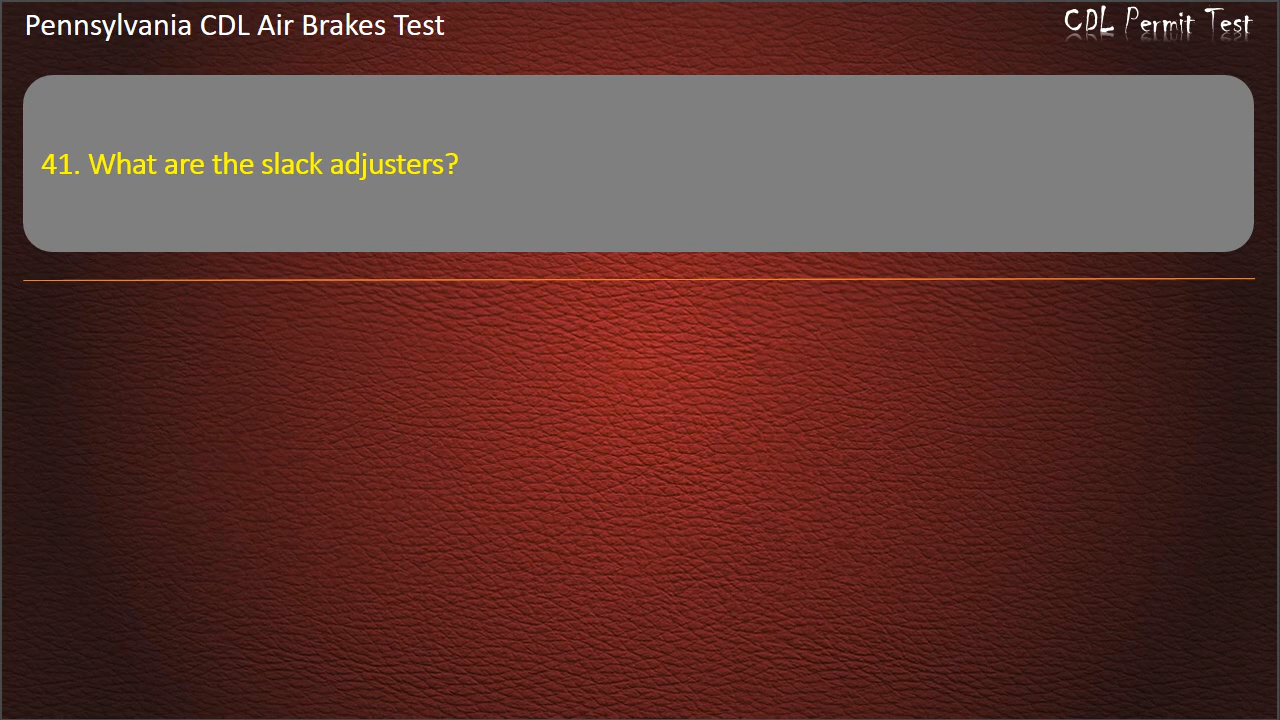 Pennsylvania CDL Air Brakes Test
CDL Permit Test
41. What are the slack adjusters?